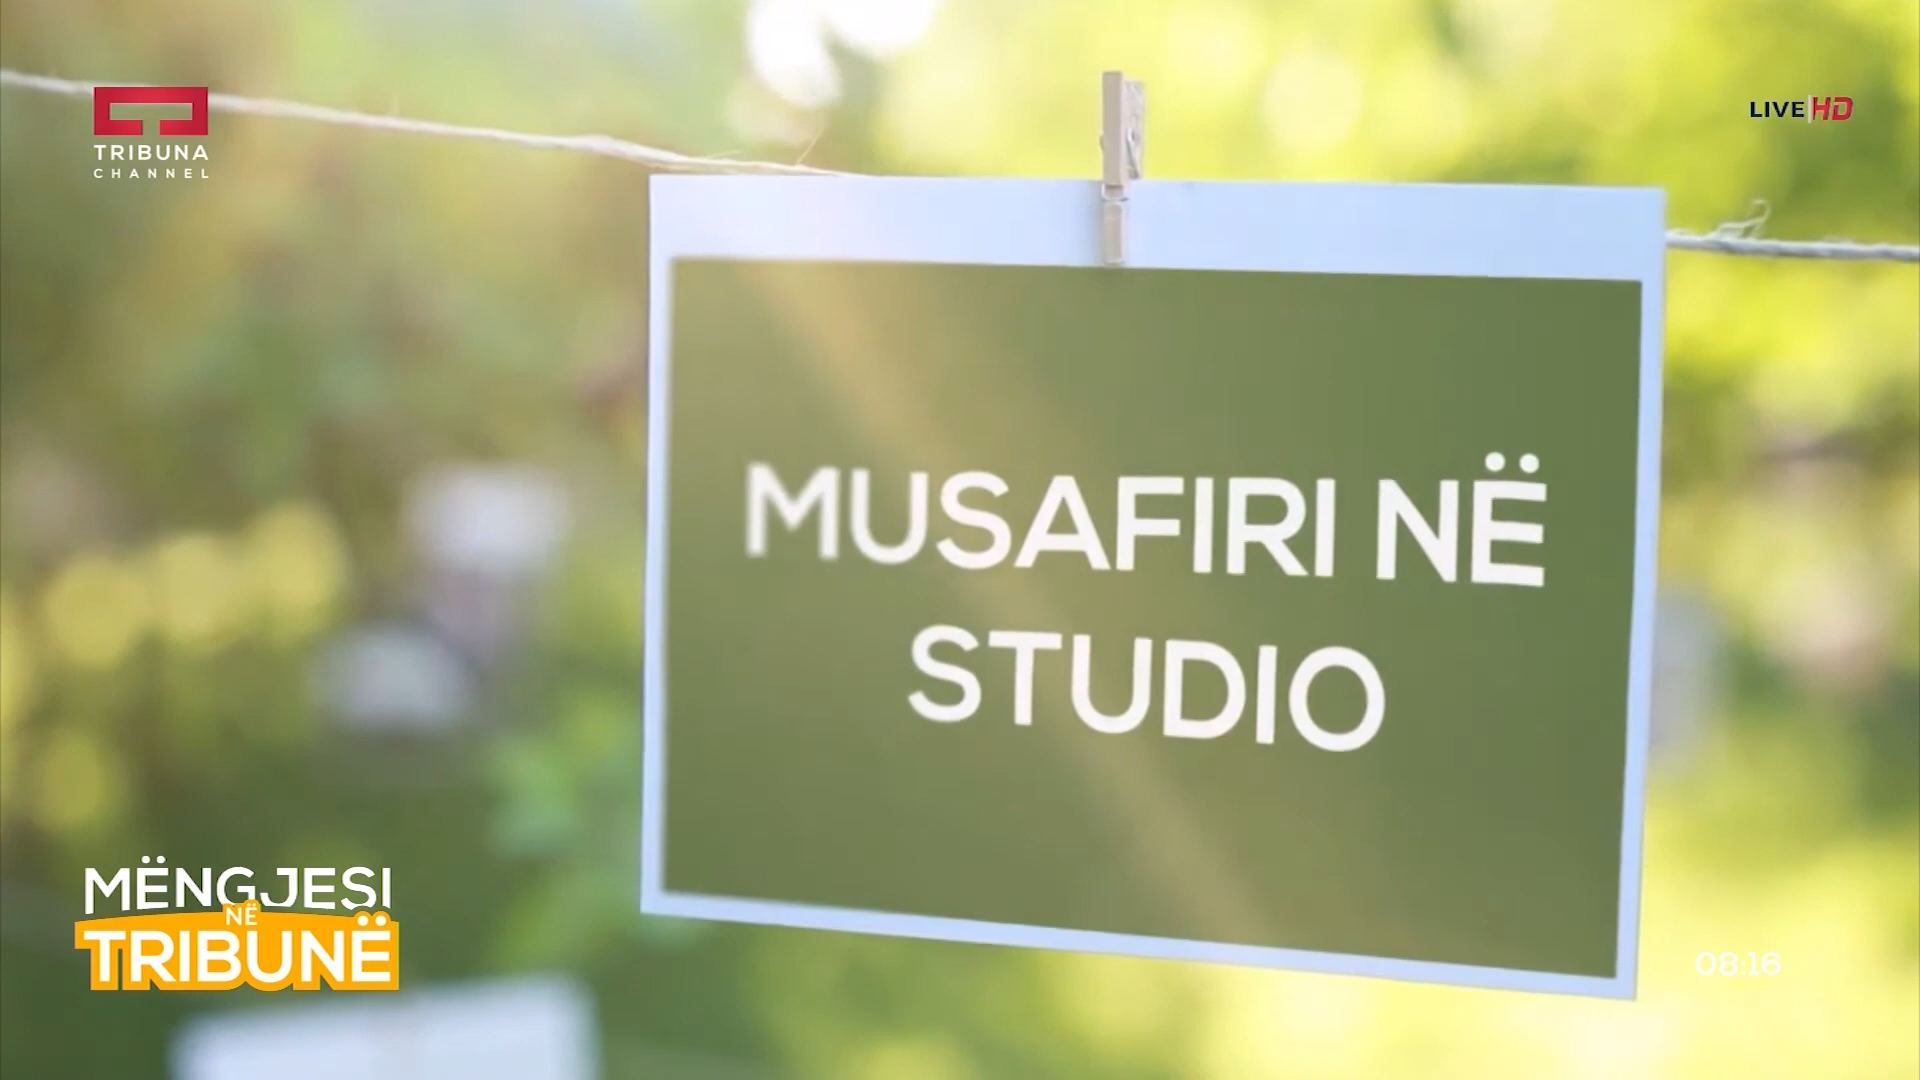 TRIBUNA
CHANNEL
LIVE HD
MUSAFIRI NË
STUDIO
MËNGJESI
NË
TRIBUNË
08:16